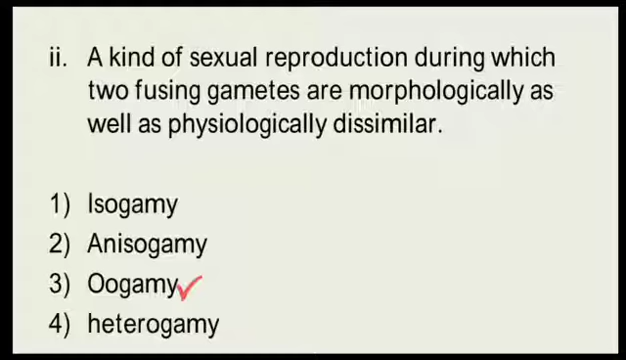 ii. A kind of sexual reproduction during which
two fusing gametes are morphologically as
well as physiologically dissimilar.
1) Isogamy
2) Anisogamy
3) Oogamy
4) heterogamy